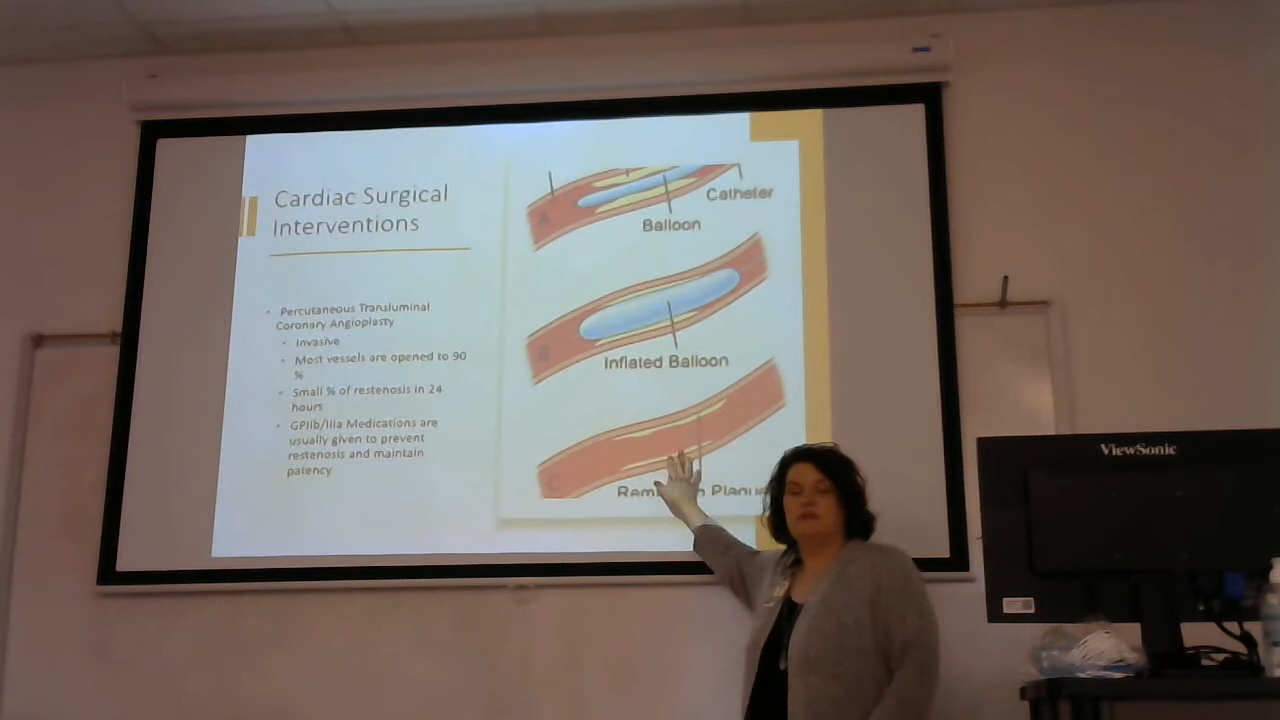 Cardiac Surgical
Interventions
Percutaneous Transluminal
Coronary Angioplasty
Invasive
Most vessels are opened to 90
%
Small % of restenosis in 24
hours
GPIIb/IIIa Medications are
usually given to prevent
restenosis and maintain
patency
A
Catheter
Balloon
B
Inflated Balloon
C
Plaque
ViewSonic